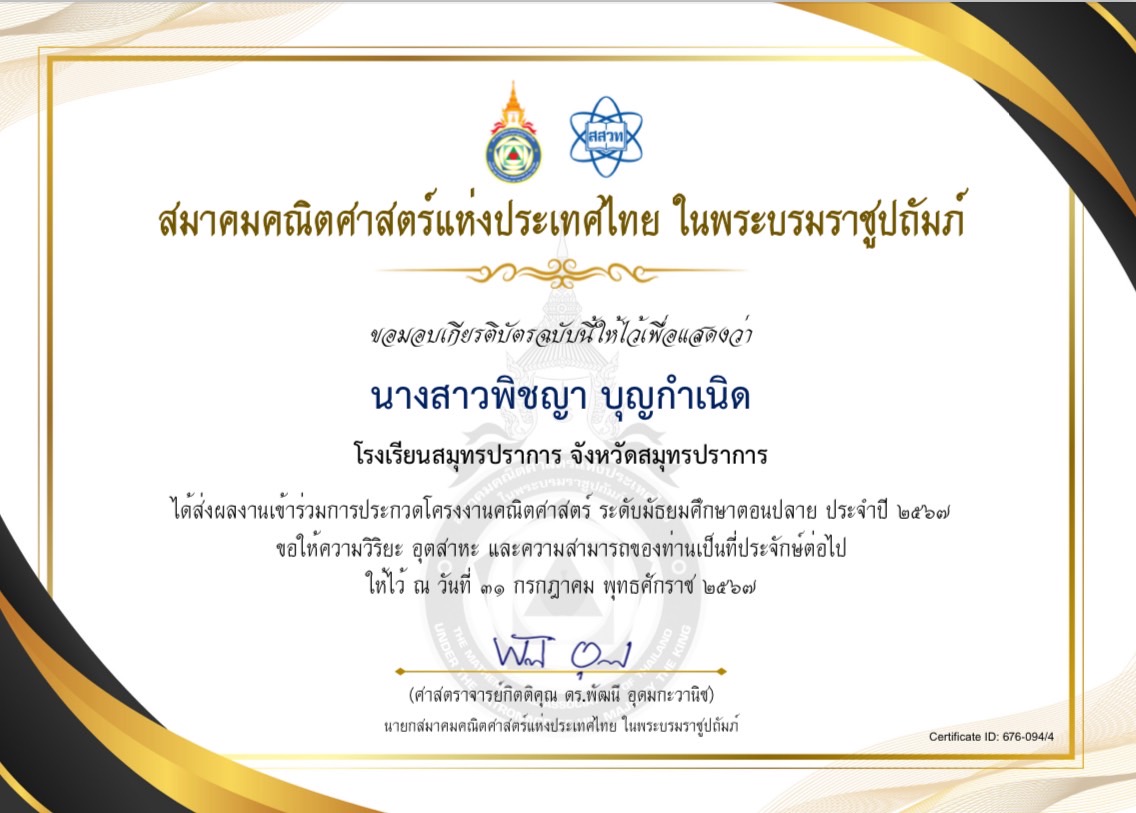 สสวท
สมาคมคณิตศาสตร์แห่งประเทศไทย ในพระบรมราชูปถัมภ์
ขอมอบเกียรติบัตรฉบับนี้ให้ไว้เพื่อแสดงว่า
นางสาวพิชญา บุญกำเนิด
โรงเรียนสมุทรปราการ จังหวัดสมุทรปราการ
ได้ส่งผลงานเข้าร่วมการประกวดโครงงานคณิตศาสตร์ ระดับมัธยมศึกษาตอนปลาย ประจำปี ๒๕๖๗
ขอให้ความวิริยะ อุตสาหะ และความสามารถของท่านเป็นที่ประจักษ์ต่อไป
ให้ไว้ ณ วันที่ ๓๑ กรกฎาคม พุทธศักราช ๒๕๖๗
(ศาสตราจารย์กิตติคุณ ดร.พัฒนี อุดมกะวานิช)
นายกสมาคมคณิตศาสตร์แห่งประเทศไทย ในพระบรมราชูปถัมภ์
Certificate ID: 676-094/4